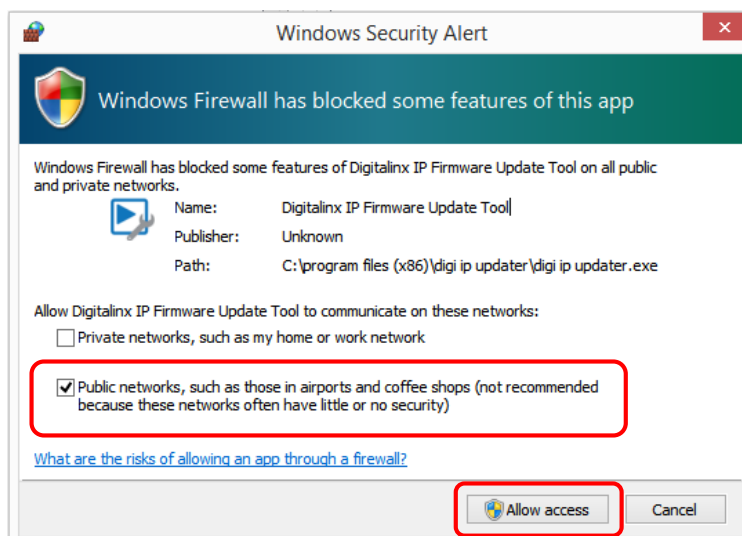 Windows Security Alert
Windows Firewall has blocked some features of this app
Windows Firewall has blocked some features of Digitalinx IP Firmware Update Tool on all public
and private networks.
Name: Digitalinx IP Firmware Update Tool
Publisher: Unknown
Path: C:\program files (x86)\digi ip updater\digi ip updater.exe
Allow Digitalinx IP Firmware Update Tool to communicate on these networks:
Private networks, such as my home or work network
Public networks, such as those in airports and coffee shops (not recommended
because these networks often have little or no security)
What are the risks of allowing an app through a firewall?
Allow access Cancel